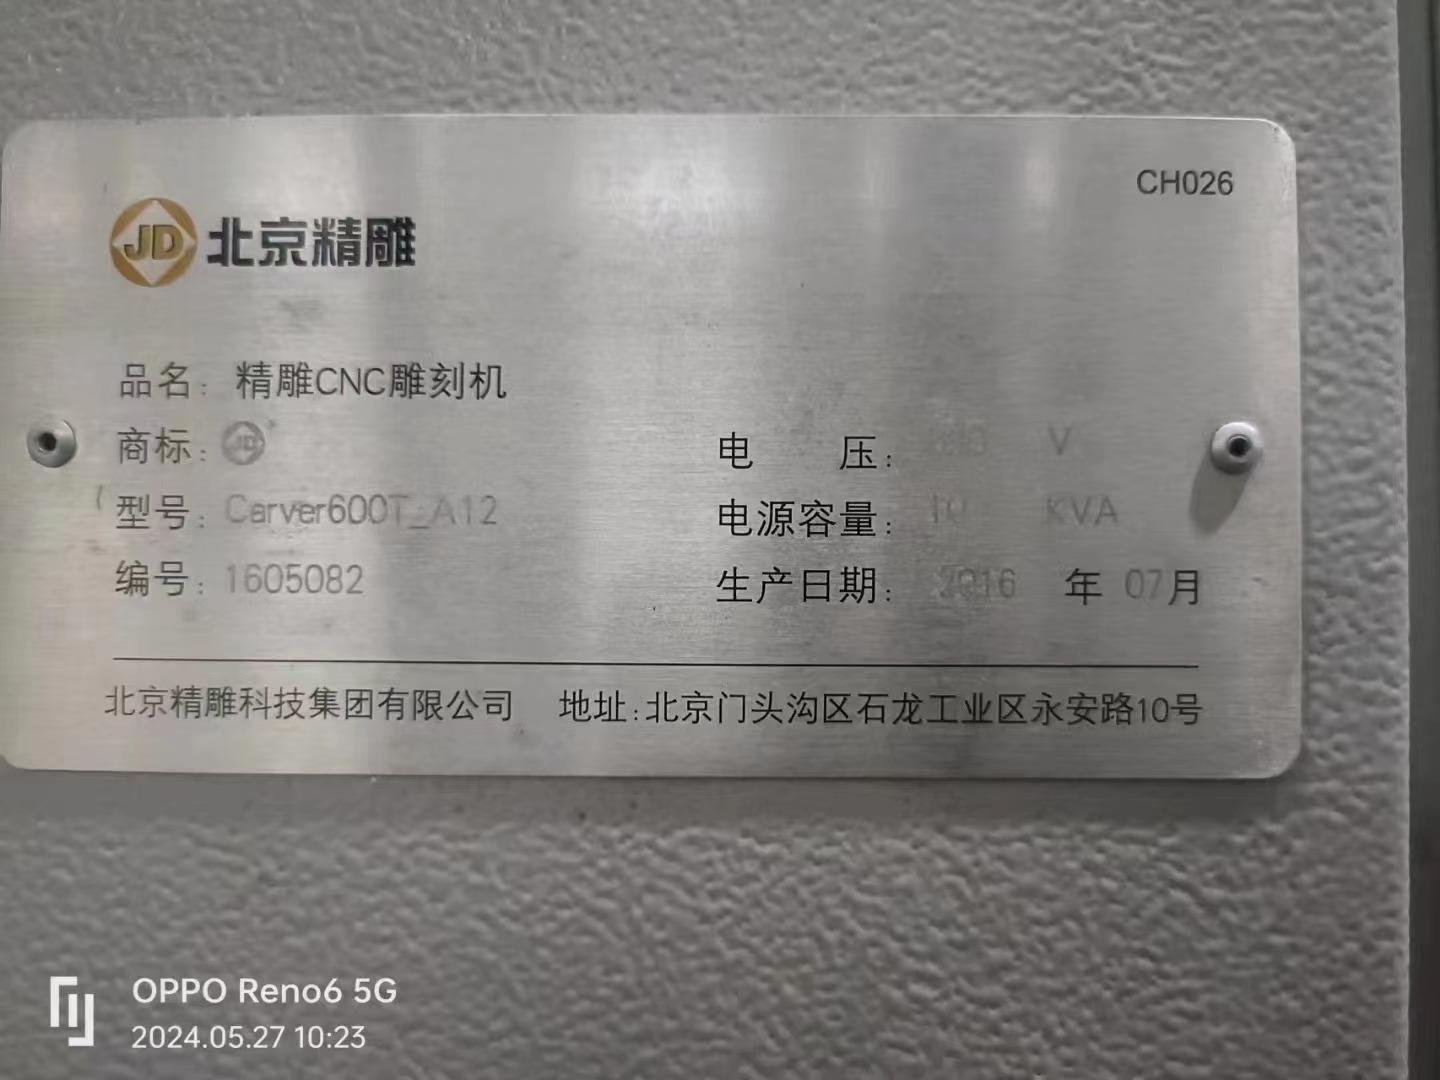 CH026
JD 北京精雕
品名：精雕CNC雕刻机
商标：JD
型号：Carver600T_A12
编号：1605082
电 压： V
电源容量： 10 KVA
生产日期： 2016 年 07月
北京精雕科技集团有限公司 地址：北京门头沟区石龙工业区永安路10号
OPPO Reno6 5G
2024.05.27 10:23